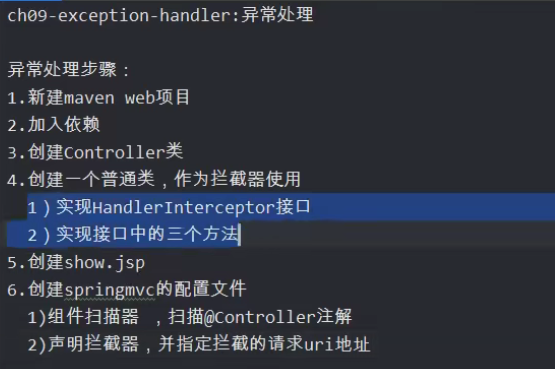 ch09-exception-handler:异常处理
异常处理步骤：
1.新建maven web项目
2.加入依赖
3.创建Controller类
4.创建一个普通类，作为拦截器使用
1）实现HandlerInterceptor接口
2）实现接口中的三个方法
5.创建show.jsp
6.创建springmvc的配置文件
1)组件扫描器 ，扫描@Controller注解
2)声明拦截器，并指定拦截的请求uri地址